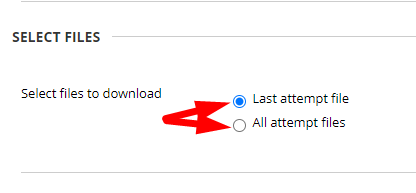 SELECT FILES
Select files to download
Last attempt file
All attempt files